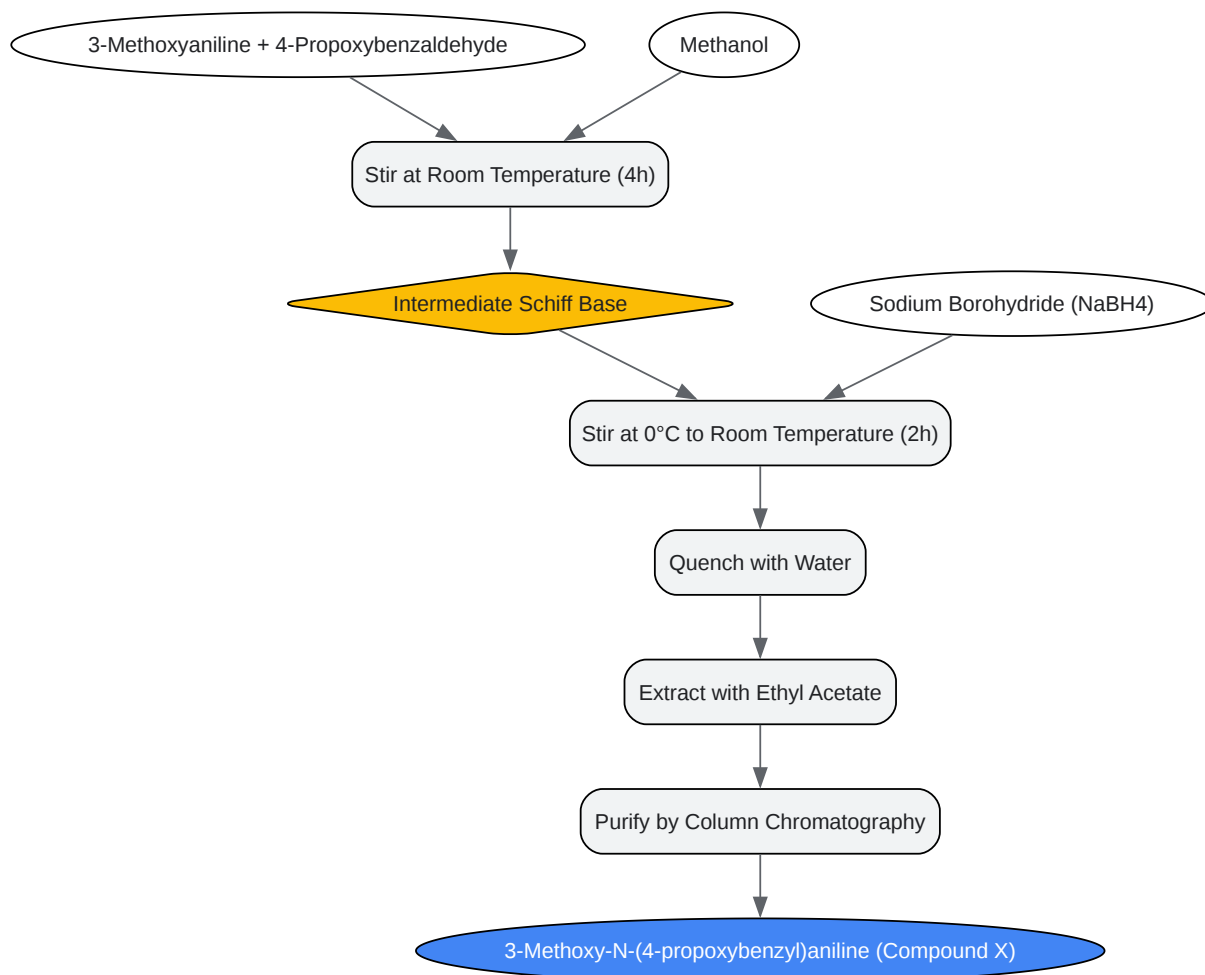 3-Methoxyaniline + 4-Propoxybenzaldehyde
Methanol
Stir at Room Temperature (4h)
Intermediate Schiff Base
Sodium Borohydride (NaBH4)
Stir at 0°C to Room Temperature (2h)
Quench with Water
Extract with Ethyl Acetate
Purify by Column Chromatography
3-Methoxy-N-(4-propoxybenzyl)aniline (Compound X)